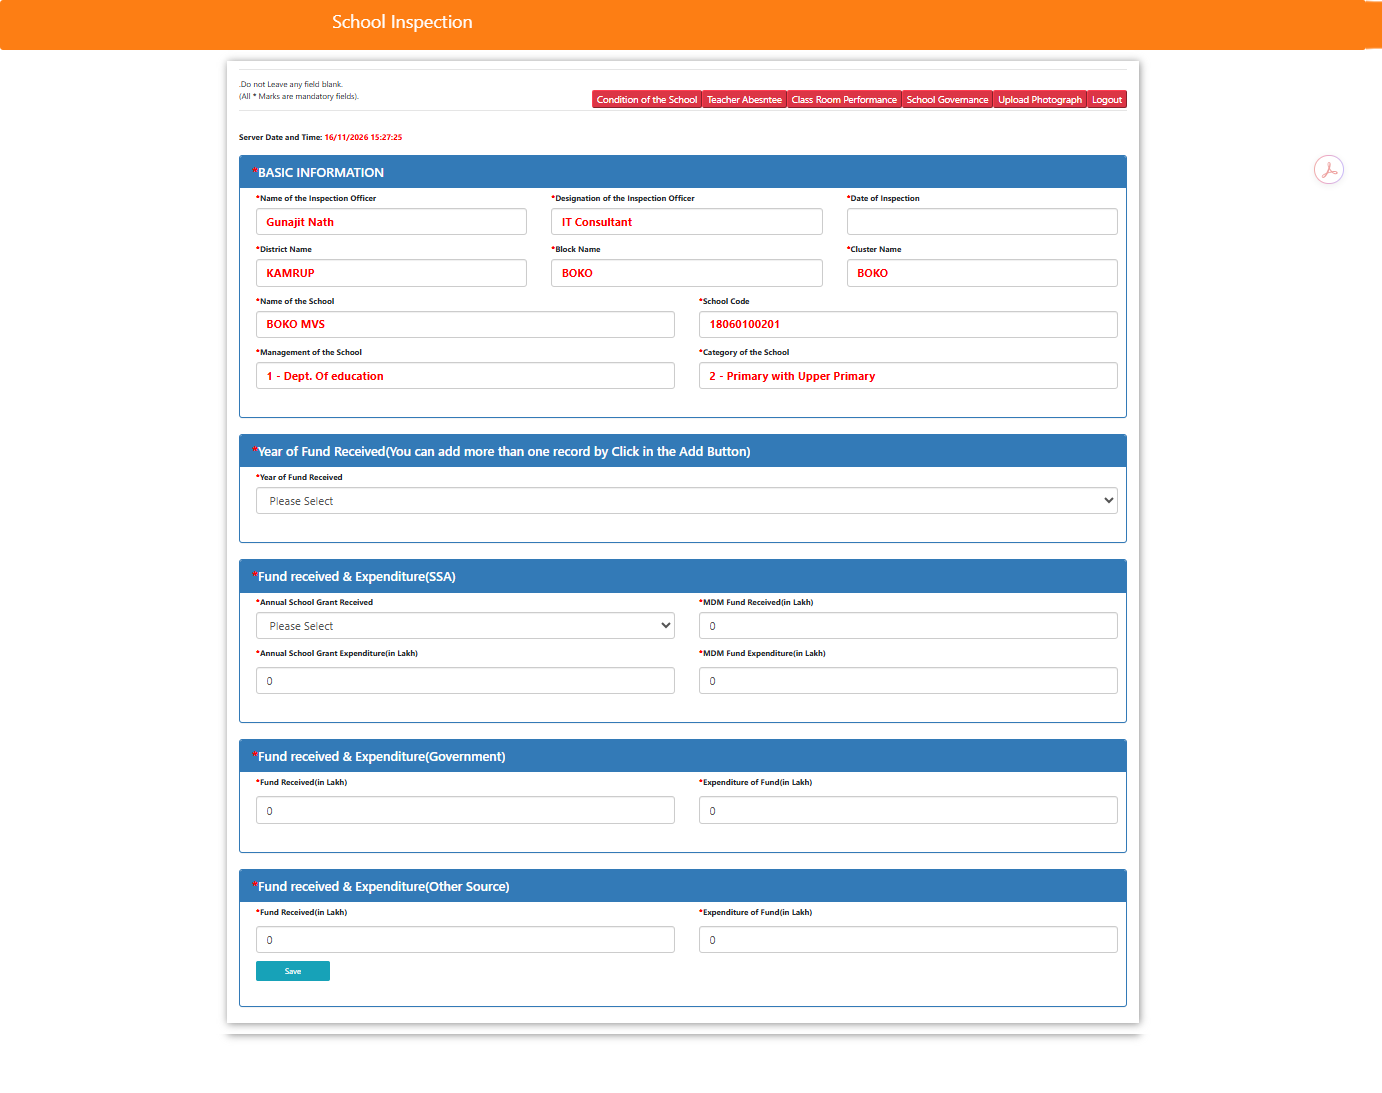 School Inspection
.Do not Leave any field blank.
(All * Marks are mandatory fields).
Condition of the School Teacher Abesntee Class Room Performance School Governance Upload Photograph Logout
Server Date and Time: 16/11/2026 15:27:25
*BASIC INFORMATION
*Name of the Inspection Officer *Designation of the Inspection Officer *Date of Inspection
Gunajit Nath IT Consultant
*District Name *Block Name *Cluster Name
KAMRUP BOKO BOKO
*Name of the School *School Code
BOKO MVS 18060100201
*Management of the School *Category of the School
1 - Dept. Of education 2 - Primary with Upper Primary
*Year of Fund Received(You can add more than one record by Click in the Add Button)
*Year of Fund Received
Please Select
*Fund received & Expenditure(SSA)
*Annual School Grant Received *MDM Fund Received(in Lakh)
Please Select 0
*Annual School Grant Expenditure(in Lakh) *MDM Fund Expenditure(in Lakh)
0 0
*Fund received & Expenditure(Government)
*Fund Received(in Lakh) *Expenditure of Fund(in Lakh)
0 0
*Fund received & Expenditure(Other Source)
*Fund Received(in Lakh) *Expenditure of Fund(in Lakh)
0 0
Save